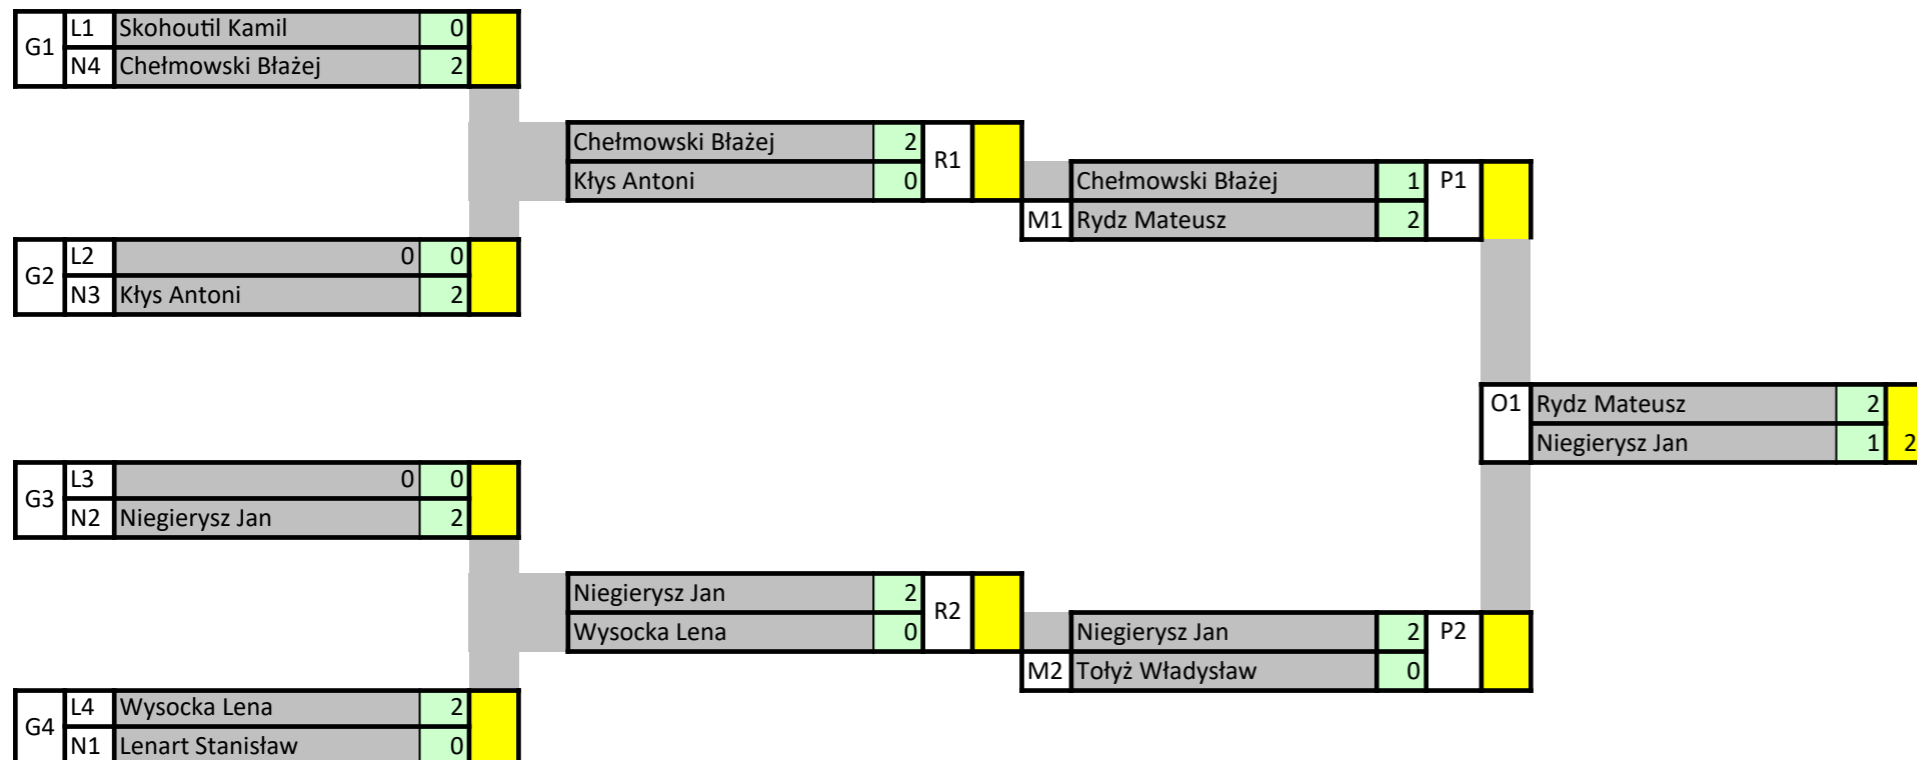 G1 L1 Skohoutil Kamil 0
N4 Chełmowski Błażej 2
Chełmowski Błażej 2 R1
Kłys Antoni 0
Chełmowski Błażej 1 P1
M1 Rydz Mateusz 2
G2 L2 0 0
N3 Kłys Antoni 2
O1 Rydz Mateusz 2
Niegierysz Jan 1 2
G3 L3 0 0
N2 Niegierysz Jan 2
Niegierysz Jan 2 R2
Wysocka Lena 0
Niegierysz Jan 2 P2
M2 Tołyż Władysław 0
G4 L4 Wysocka Lena 2
N1 Lenart Stanisław 0